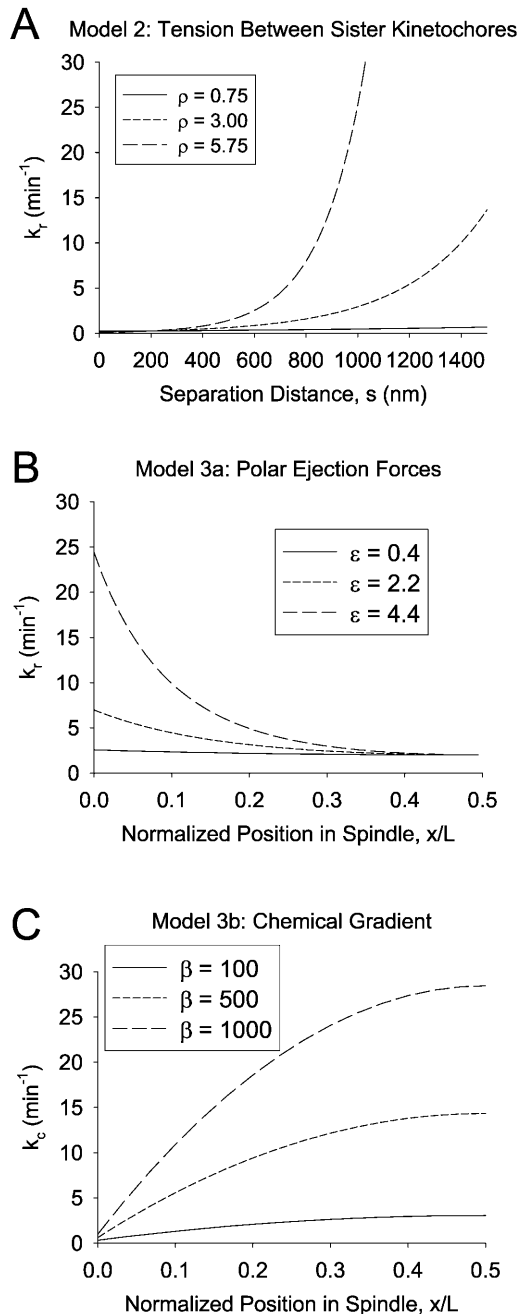 A
Model 2: Tension Between Sister Kinetochores
30
25
20
15
10
5
0
kr (min-1)
ρ = 0.75
ρ = 3.00
ρ = 5.75
0 200 400 600 800 1000 1200 1400
Separation Distance, s (nm)
B
Model 3a: Polar Ejection Forces
30
25
20
15
10
5
0
kr (min-1)
ε = 0.4
ε = 2.2
ε = 4.4
0.0 0.1 0.2 0.3 0.4 0.5
Normalized Position in Spindle, x/L
C
Model 3b: Chemical Gradient
30
25
20
15
10
5
0
kc (min-1)
β = 100
β = 500
β = 1000
0.0 0.1 0.2 0.3 0.4 0.5
Normalized Position in Spindle, x/L